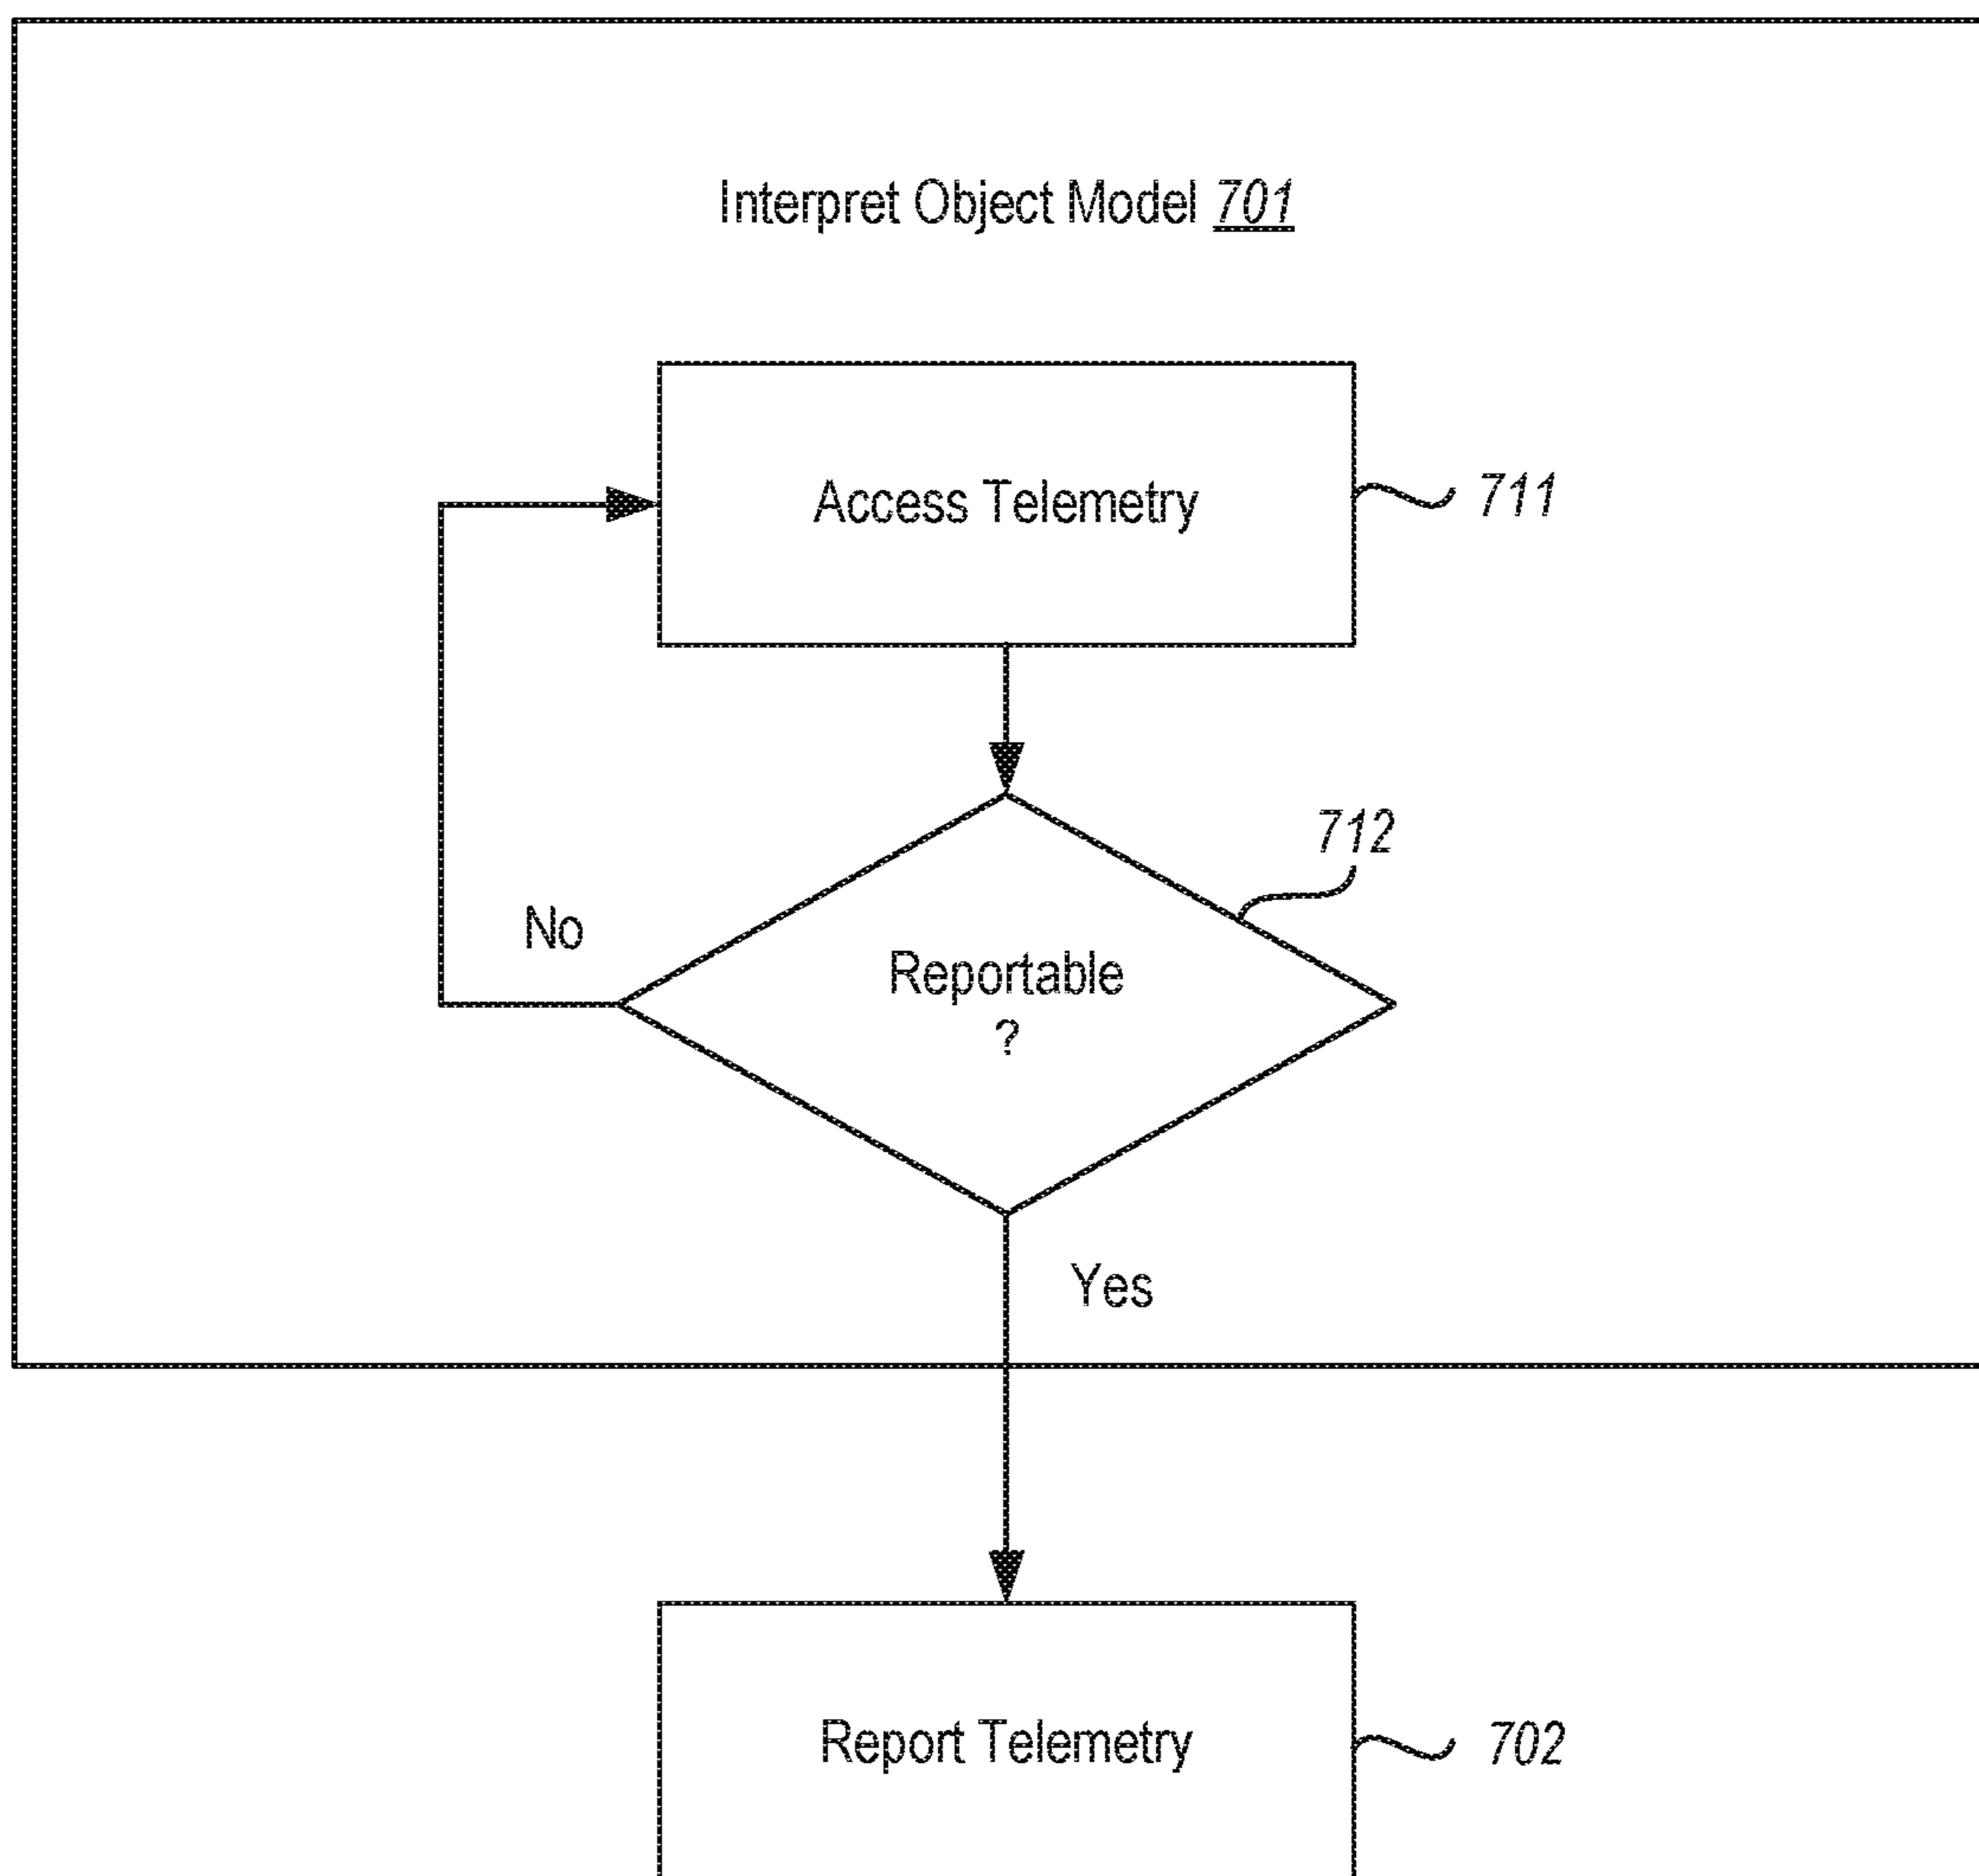 Interpret Object Model 701
Access Telemetry
711
712
No
Reportable
?
Yes
Report Telemetry
702